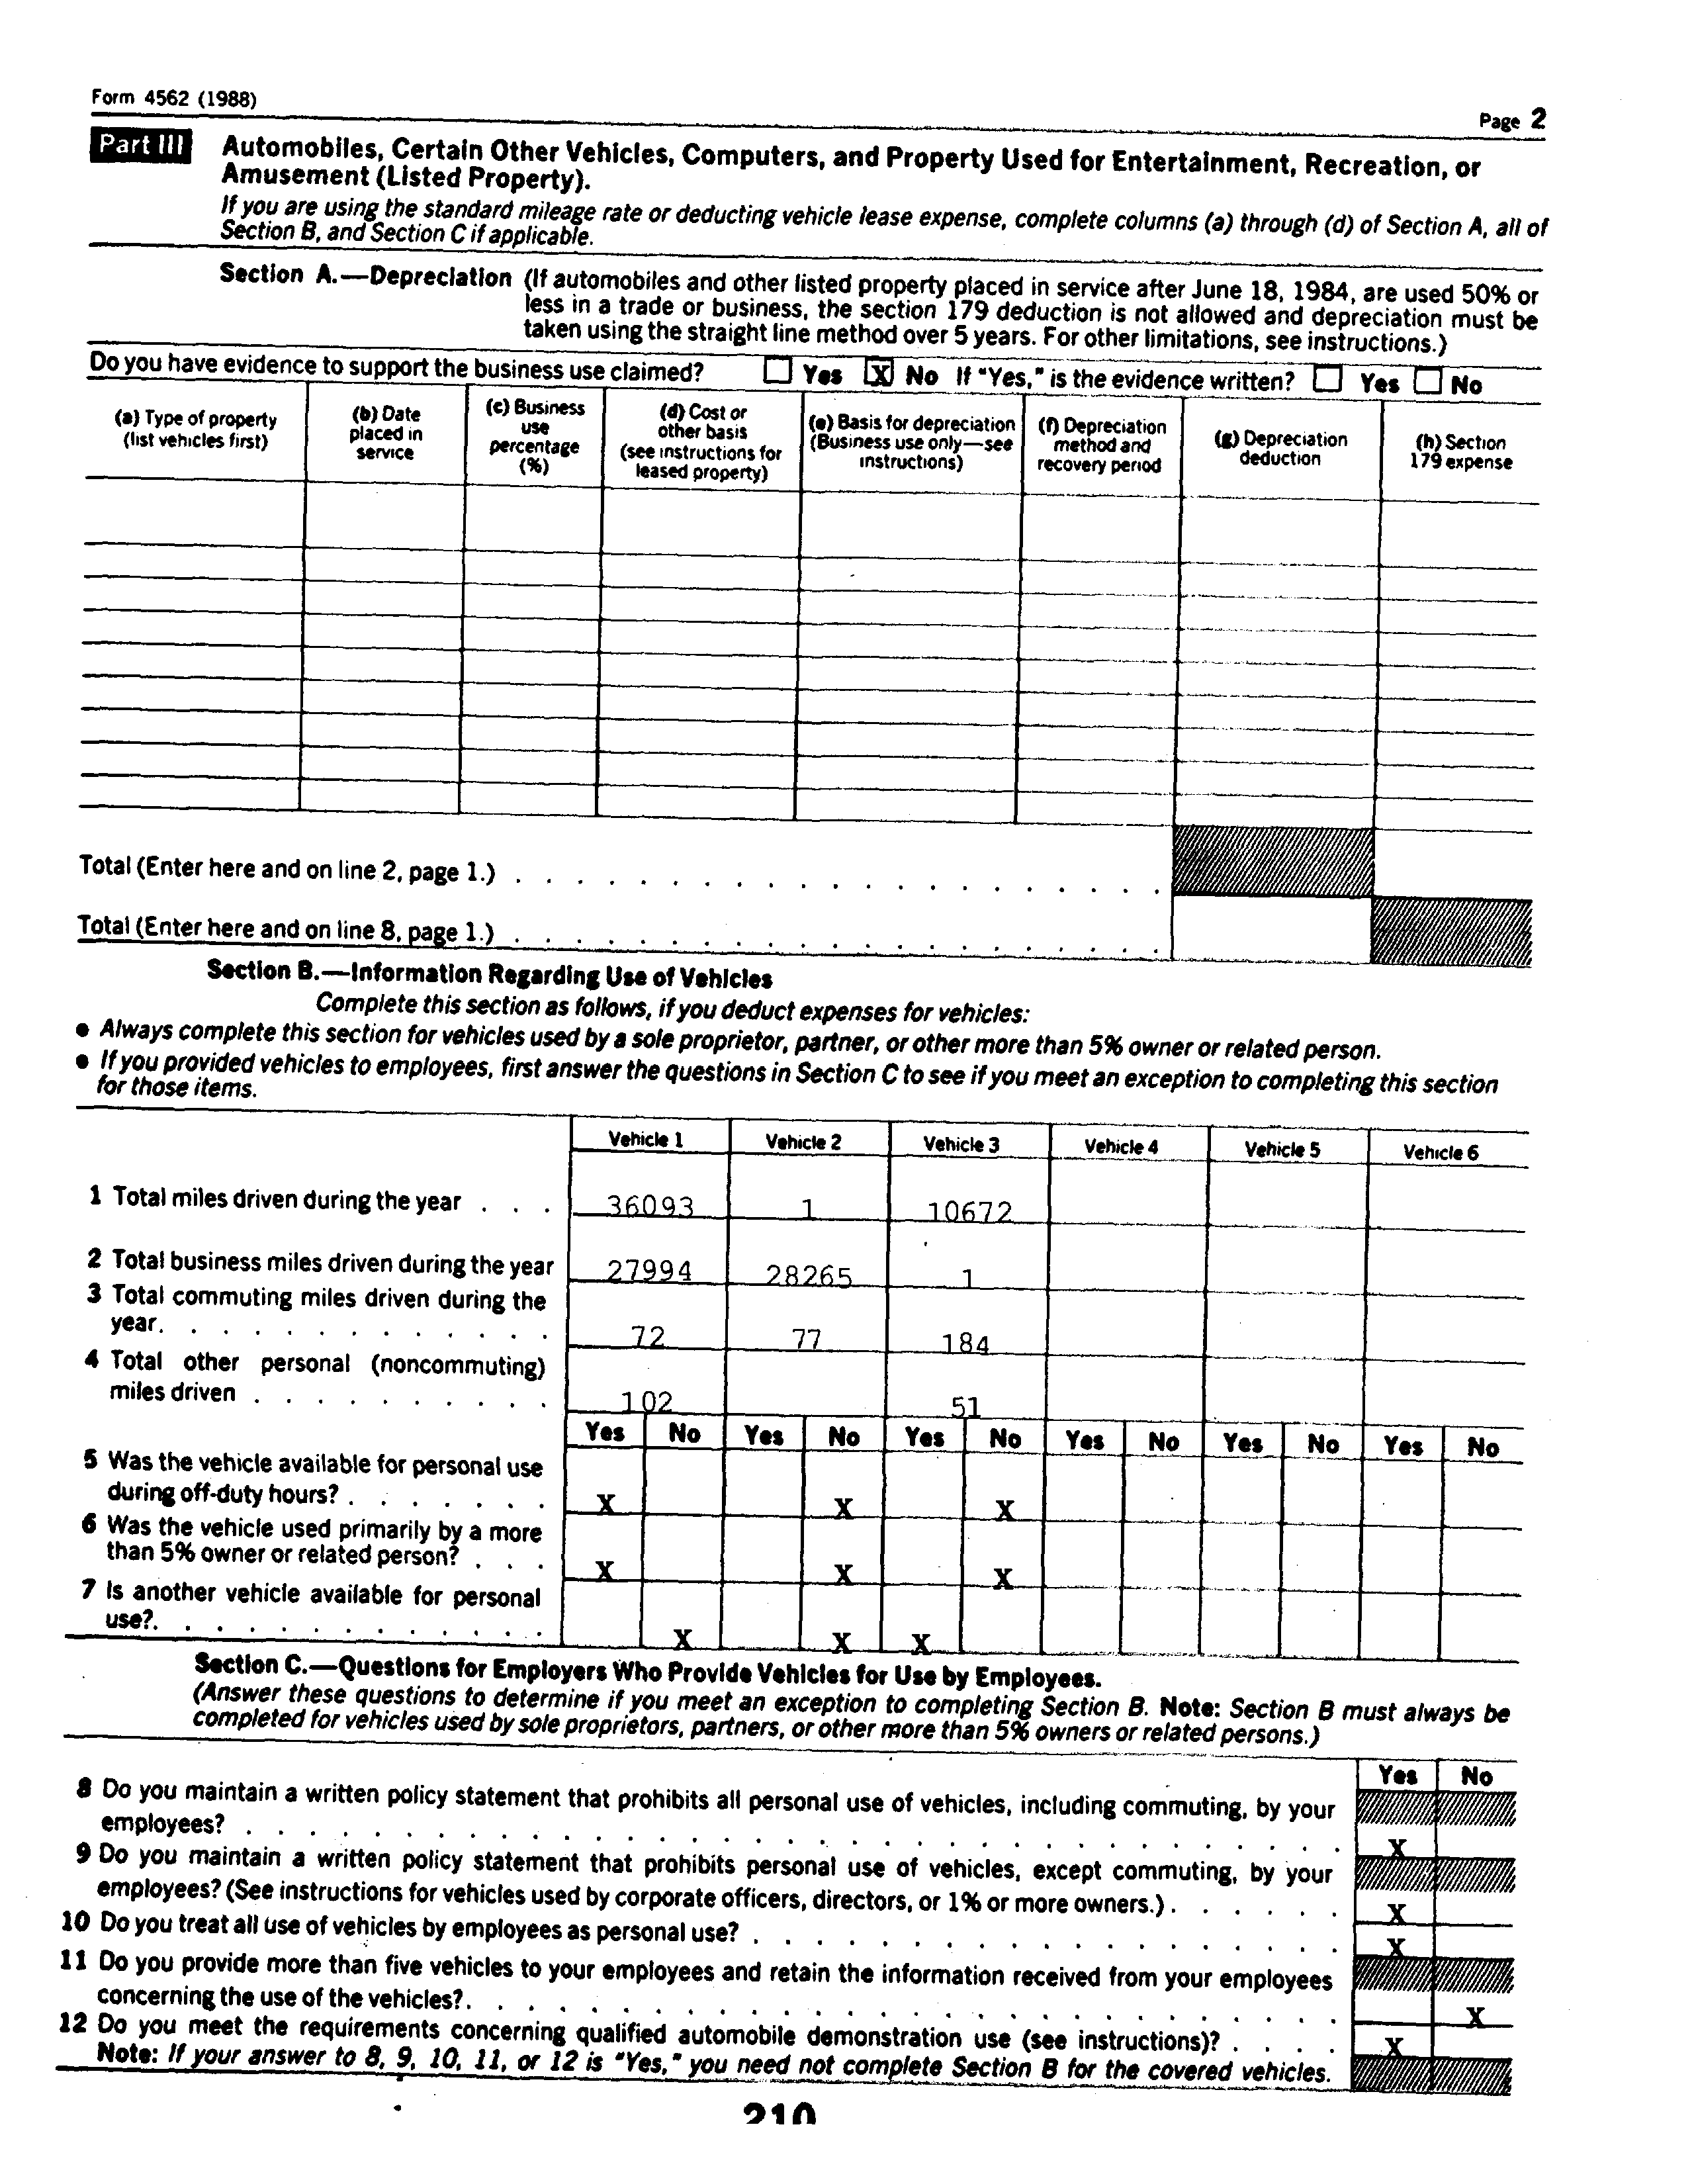 Form 4562 (1988)
Page 2
Part III Automobiles, Certain Other Vehicles, Computers, and Property Used for Entertainment, Recreation, or
Amusement (Listed Property).
If you are using the standard mileage rate or deducting vehicle lease expense, complete columns (a) through (d) of Section A, all of
Section B, and Section C if applicable.
Section A.—Depreciation (If automobiles and other listed property placed in service after June 18, 1984, are used 50% or
less in a trade or business, the section 179 deduction is not allowed and depreciation must be
taken using the straight line method over 5 years. For other limitations, see instructions.)
Do you have evidence to support the business use claimed? Yes X No If "Yes," is the evidence written? Yes No
(a) Type of property
(list vehicles first)
(b) Date
placed in
service
(c) Business
use
percentage
(%)
(d) Cost or
other basis
(see instructions for
leased property)
(e) Basis for depreciation
(Business use only—see
instructions)
(f) Depreciation
method and
recovery period
(g) Depreciation
deduction
(h) Section
179 expense
Total (Enter here and on line 2, page 1.) . . . . . . . . . . . . . . . . . . . . .
Total (Enter here and on line 8, page 1.) . . . . . . . . . . . . . . . . . . . . .
Section B.—Information Regarding Use of Vehicles
Complete this section as follows, if you deduct expenses for vehicles:
● Always complete this section for vehicles used by a sole proprietor, partner, or other more than 5% owner or related person.
● If you provided vehicles to employees, first answer the questions in Section C to see if you meet an exception to completing this section
for those items.
Vehicle 1 Vehicle 2 Vehicle 3 Vehicle 4 Vehicle 5 Vehicle 6
1 Total miles driven during the year . . . 36093 1 10672
2 Total business miles driven during the year 27994 28265 1
3 Total commuting miles driven during the
year. . . . . . . . . . . . . . 72 77 184
4 Total other personal (noncommuting)
miles driven . . . . . . . . . . 102 51
Yes No Yes No Yes No Yes No Yes No Yes No
5 Was the vehicle available for personal use
during off-duty hours? . . . . . . . X X X
6 Was the vehicle used primarily by a more
than 5% owner or related person? . . . X X X
7 Is another vehicle available for personal
use?. . . . . . . . . . . . . . X X X
Section C.—Questions for Employers Who Provide Vehicles for Use by Employees.
(Answer these questions to determine if you meet an exception to completing Section B. Note: Section B must always be
completed for vehicles used by sole proprietors, partners, or other more than 5% owners or related persons.)
Yes No
8 Do you maintain a written policy statement that prohibits all personal use of vehicles, including commuting, by your
employees? . . . . . . . . . . . . . . . . . . . . . . . . . . . . . . . . . . . X
9 Do you maintain a written policy statement that prohibits personal use of vehicles, except commuting, by your
employees? (See instructions for vehicles used by corporate officers, directors, or 1% or more owners.) . . . . . . X
10 Do you treat all use of vehicles by employees as personal use? . . . . . . . . . . . . . . . . . . . X
11 Do you provide more than five vehicles to your employees and retain the information received from your employees
concerning the use of the vehicles?. . . . . . . . . . . . . . . . . . . . . . . . . . . . X
12 Do you meet the requirements concerning qualified automobile demonstration use (see instructions)? . . . . X
Note: If your answer to 8, 9, 10, 11, or 12 is "Yes," you need not complete Section B for the covered vehicles.
210